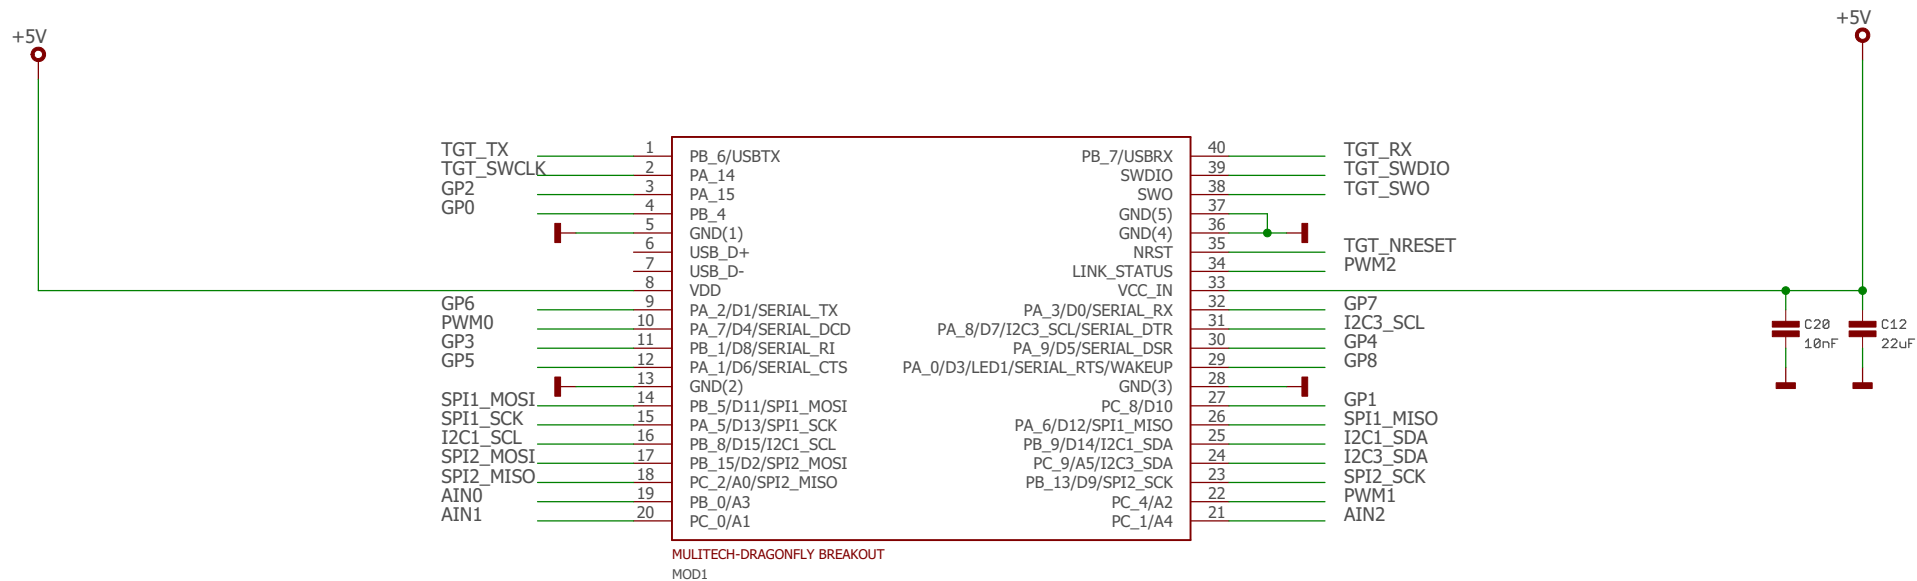 +5V
+5V
TGT_TX 1 PB_6/USBTX PB_7/USBRX 40 TGT_RX
TGT_SWCLK 2 PA_14 SWDIO 39 TGT_SWDIO
GP2 3 PA_15 SWO 38 TGT_SWO
GP0 4 PB_4 GND(5) 37
5 GND(1) GND(4) 36
6 USB_D+ NRST 35 TGT_NRESET
7 USB_D- LINK_STATUS 34 PWM2
8 VDD VCC_IN 33
GP6 9 PA_2/D1/SERIAL_TX PA_3/D0/SERIAL_RX 32 GP7
PWM0 10 PA_7/D4/SERIAL_DCD PA_8/D7/I2C3_SCL/SERIAL_DTR 31 I2C3_SCL C20 C12
GP3 11 PB_1/D8/SERIAL_RI PA_9/D5/SERIAL_DSR 30 GP4 10nF 22uF
GP5 12 PA_1/D6/SERIAL_CTS PA_0/D3/LED1/SERIAL_RTS/WAKEUP 29 GP8
13 GND(2) GND(3) 28
SPI1_MOSI 14 PB_5/D11/SPI1_MOSI PC_8/D10 27 GP1
SPI1_SCK 15 PA_5/D13/SPI1_SCK PA_6/D12/SPI1_MISO 26 SPI1_MISO
I2C1_SCL 16 PB_8/D15/I2C1_SCL PB_9/D14/I2C1_SDA 25 I2C1_SDA
SPI2_MOSI 17 PB_15/D2/SPI2_MOSI PC_9/A5/I2C3_SDA 24 I2C3_SDA
SPI2_MISO 18 PC_2/A0/SPI2_MISO PB_13/D9/SPI2_SCK 23 SPI2_SCK
AIN0 19 PB_0/A3 PC_4/A2 22 PWM1
AIN1 20 PC_0/A1 PC_1/A4 21 AIN2
MULITECH-DRAGONFLY BREAKOUT
MOD1